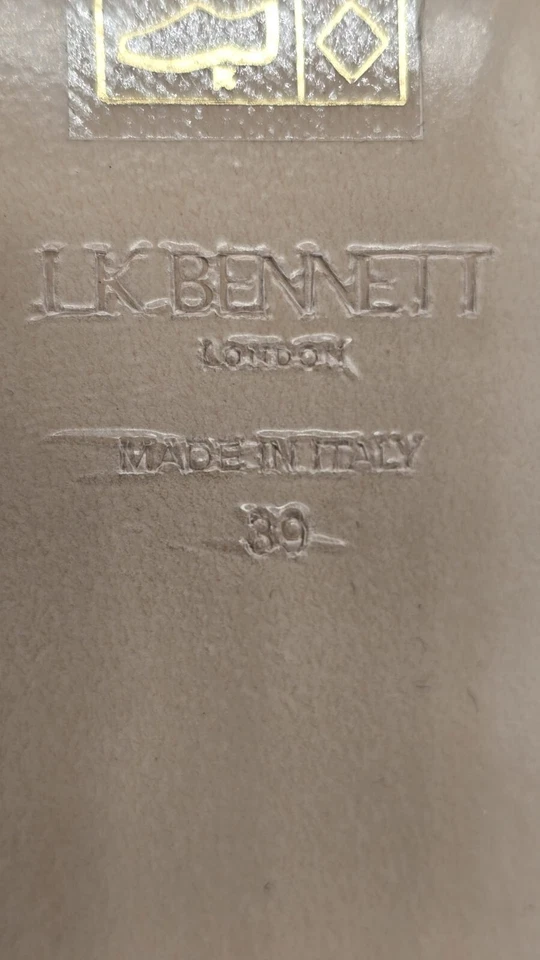 L.K. BENNETT
LONDON
MADE IN ITALY
39